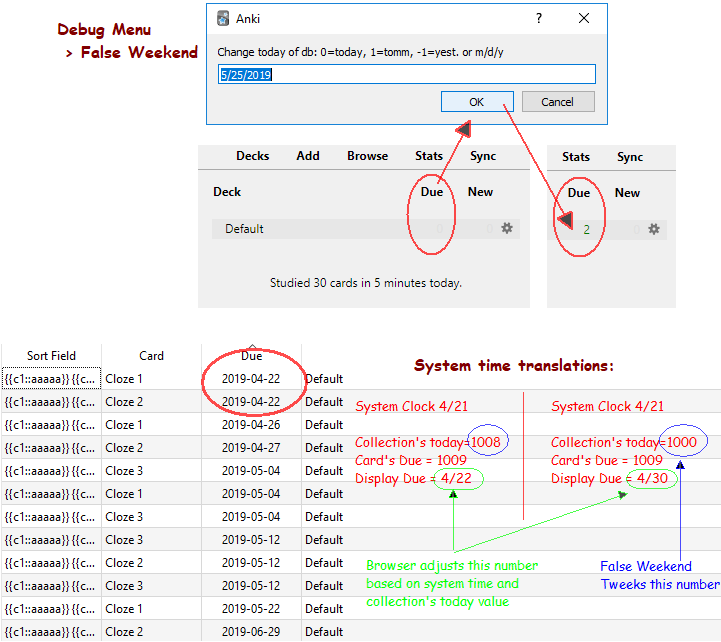 Debug Menu
> False Weekend
Anki
?
Change today of db: 0=today, 1=tomm, -1=yest. or m/d/y
5/25/2019
OK
Cancel
Decks Add Browse Stats Sync
Deck Due New
Default 0 0
Studied 30 cards in 5 minutes today.
Stats Sync
Due New
2 0
Sort Field Card Due
{{c1::aaaaa}} {{c... Cloze 1 2019-04-22 Default
{{c1::aaaaa}} {{c... Cloze 2 2019-04-22 Default
{{c1::aaaaa}} {{c... Cloze 1 2019-04-26 Default
{{c1::aaaaa}} {{c... Cloze 2 2019-04-27 Default
{{c1::aaaaa}} {{c... Cloze 3 2019-05-04 Default
{{c1::aaaaa}} {{c... Cloze 1 2019-05-04 Default
{{c1::aaaaa}} {{c... Cloze 3 2019-05-04 Default
{{c1::aaaaa}} {{c... Cloze 3 2019-05-12 Default
{{c1::aaaaa}} {{c... Cloze 2 2019-05-12 Default
{{c1::aaaaa}} {{c... Cloze 3 2019-05-12 Default
{{c1::aaaaa}} {{c... Cloze 1 2019-05-22 Default
{{c1::aaaaa}} {{c... Cloze 2 2019-06-29 Default
System time translations:
System Clock 4/21
Collection's today=1008
Card's Due = 1009
Display Due = 4/22
System Clock 4/21
Collection's today=1000
Card's Due = 1009
Display Due = 4/30
Browser adjusts this number
based on system time and
collection's today value
False Weekend
Tweeks this number